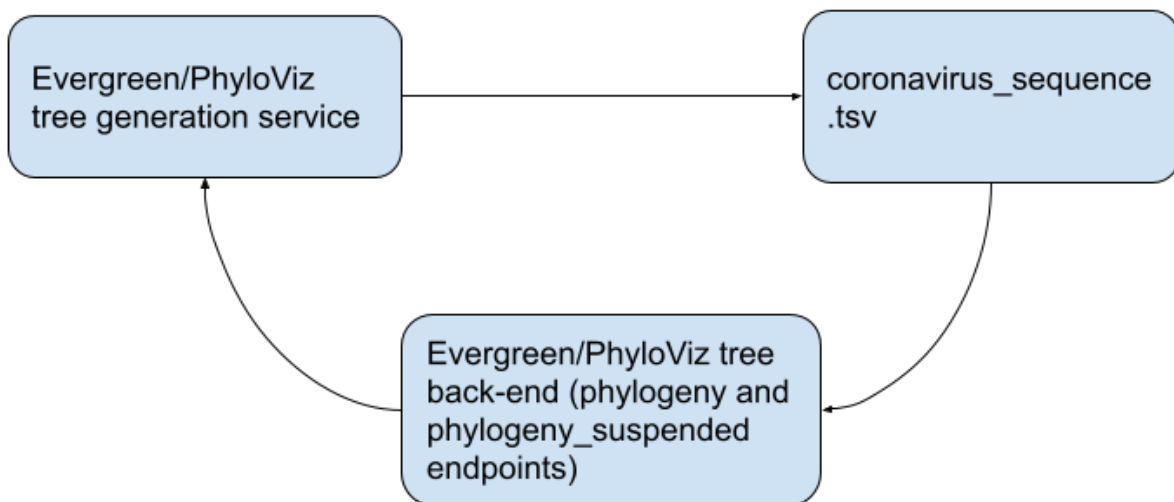 Evergreen/PhyloViz
tree generation service
coronavirus_sequence
.tsv
Evergreen/PhyloViz tree
back-end (phylogeny and
phylogeny_suspended
endpoints)